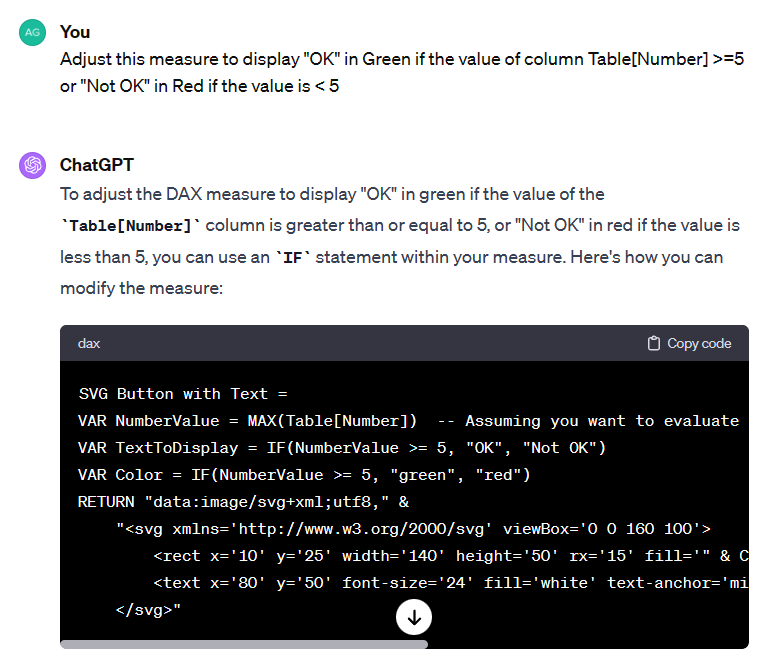 AG
You
Adjust this measure to display "OK" in Green if the value of column Table[Number] >=5
or "Not OK" in Red if the value is < 5
ChatGPT
To adjust the DAX measure to display "OK" in green if the value of the
`Table[Number]` column is greater than or equal to 5, or "Not OK" in red if the value is
less than 5, you can use an `IF` statement within your measure. Here's how you can
modify the measure:
dax
Copy code
SVG Button with Text =
VAR NumberValue = MAX(Table[Number])  -- Assuming you want to evaluate
VAR TextToDisplay = IF(NumberValue >= 5, "OK", "Not OK")
VAR Color = IF(NumberValue >= 5, "green", "red")
RETURN "data:image/svg+xml;utf8," &
    "<svg xmlns='http://www.w3.org/2000/svg' viewBox='0 0 160 100'>
        <rect x='10' y='25' width='140' height='50' rx='15' fill='" & C
        <text x='80' y='50' font-size='24' fill='white' text-anchor='mi
    </svg>"